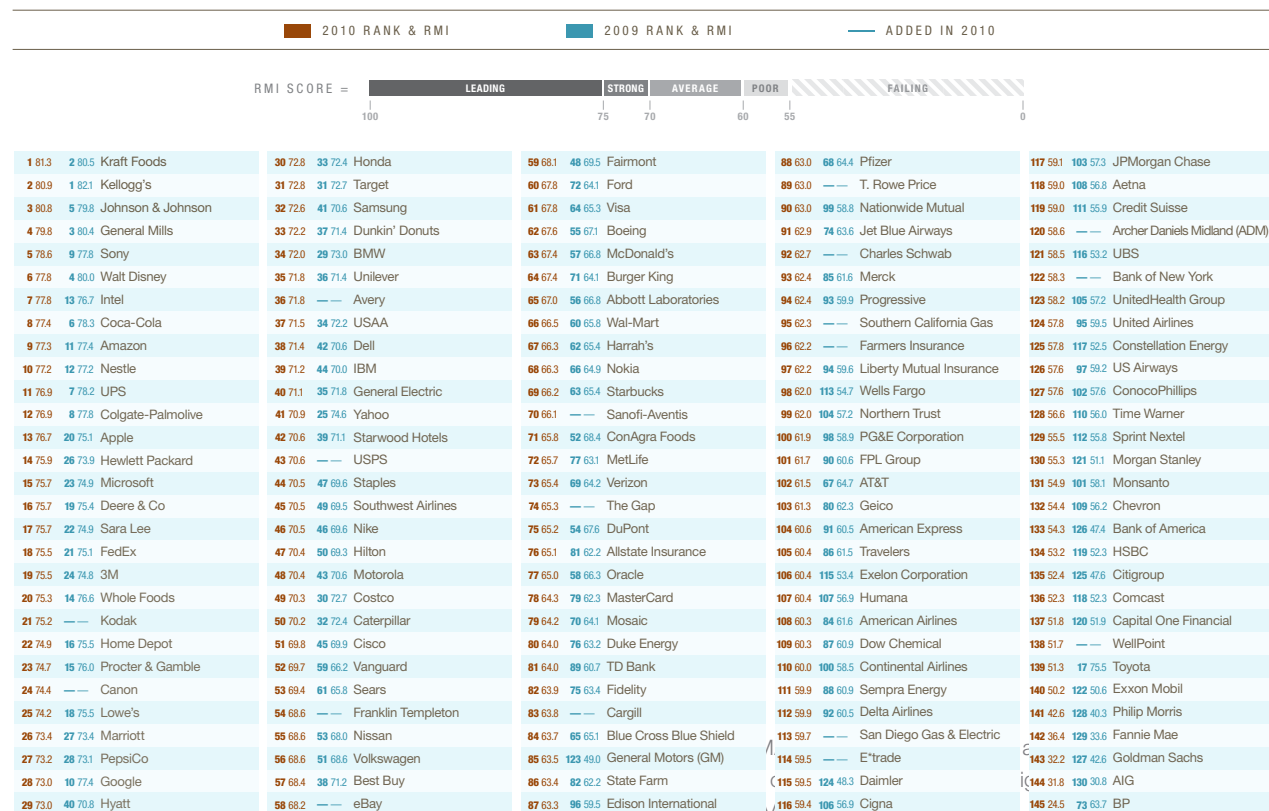 2010 RANK & RMI 2009 RANK & RMI ADDED IN 2010
RMI SCORE = LEADING STRONG AVERAGE POOR FAILING
100 75 70 60 55 0
1 81.3 2 80.5 Kraft Foods
2 80.9 1 82.1 Kellogg's
3 80.8 5 79.8 Johnson & Johnson
4 79.8 3 80.4 General Mills
5 78.6 9 77.8 Sony
6 77.8 4 80.0 Walt Disney
7 77.8 13 76.7 Intel
8 77.4 6 78.3 Coca-Cola
9 77.3 11 77.4 Amazon
10 77.2 12 77.2 Nestle
11 76.9 7 78.2 UPS
12 76.9 8 77.8 Colgate-Palmolive
13 76.7 20 75.1 Apple
14 75.9 26 73.9 Hewlett Packard
15 75.7 23 74.9 Microsoft
16 75.7 19 75.4 Deere & Co
17 75.7 22 74.9 Sara Lee
18 75.5 21 75.1 FedEx
19 75.5 24 74.8 3M
20 75.3 14 76.6 Whole Foods
21 75.2 — — Kodak
22 74.9 16 75.5 Home Depot
23 74.7 15 76.0 Procter & Gamble
24 74.4 — — Canon
25 74.2 18 75.5 Lowe's
26 73.4 27 73.4 Marriott
27 73.2 28 73.1 PepsiCo
28 73.0 10 77.4 Google
29 73.0 40 70.8 Hyatt
30 72.8 33 72.4 Honda
31 72.8 31 72.7 Target
32 72.6 41 70.6 Samsung
33 72.2 37 71.4 Dunkin' Donuts
34 72.0 29 73.0 BMW
35 71.8 36 71.4 Unilever
36 71.8 — — Avery
37 71.5 34 72.2 USAA
38 71.4 42 70.6 Dell
39 71.2 44 70.0 IBM
40 71.1 35 71.8 General Electric
41 70.9 25 74.6 Yahoo
42 70.6 39 71.1 Starwood Hotels
43 70.6 — — USPS
44 70.5 47 69.6 Staples
45 70.5 49 69.5 Southwest Airlines
46 70.5 46 69.6 Nike
47 70.4 50 69.3 Hilton
48 70.4 43 70.6 Motorola
49 70.3 30 72.7 Costco
50 70.2 32 72.4 Caterpillar
51 69.8 45 69.9 Cisco
52 69.7 59 66.2 Vanguard
53 69.4 61 65.8 Sears
54 68.6 — — Franklin Templeton
55 68.6 53 68.0 Nissan
56 68.6 51 68.6 Volkswagen
57 68.4 38 71.2 Best Buy
58 68.2 — — eBay
59 68.1 48 69.5 Fairmont
60 67.8 72 64.1 Ford
61 67.8 64 65.3 Visa
62 67.6 55 67.1 Boeing
63 67.4 57 66.8 McDonald's
64 67.4 71 64.1 Burger King
65 67.0 56 66.8 Abbott Laboratories
66 66.5 60 65.8 Wal-Mart
67 66.3 62 65.4 Harrah's
68 66.3 66 64.9 Nokia
69 66.2 63 65.4 Starbucks
70 66.1 — — Sanofi-Aventis
71 65.8 52 68.4 ConAgra Foods
72 65.7 77 63.1 MetLife
73 65.4 69 64.2 Verizon
74 65.3 — — The Gap
75 65.2 54 67.6 DuPont
76 65.1 81 62.2 Allstate Insurance
77 65.0 58 66.3 Oracle
78 64.3 79 62.3 MasterCard
79 64.2 70 64.1 Mosaic
80 64.0 76 63.2 Duke Energy
81 64.0 89 60.7 TD Bank
82 63.9 75 63.4 Fidelity
83 63.8 — — Cargill
84 63.7 65 65.1 Blue Cross Blue Shield
85 63.5 123 49.0 General Motors (GM)
86 63.4 82 62.2 State Farm
87 63.3 96 59.5 Edison International
88 63.0 68 64.4 Pfizer
89 63.0 — — T. Rowe Price
90 63.0 99 58.8 Nationwide Mutual
91 62.9 74 63.6 Jet Blue Airways
92 62.7 — — Charles Schwab
93 62.4 85 61.6 Merck
94 62.4 93 59.9 Progressive
95 62.3 — — Southern California Gas
96 62.2 — — Farmers Insurance
97 62.2 94 59.6 Liberty Mutual Insurance
98 62.0 113 54.7 Wells Fargo
99 62.0 104 57.2 Northern Trust
100 61.9 98 58.9 PG&E Corporation
101 61.7 90 60.6 FPL Group
102 61.5 67 64.7 AT&T
103 61.3 80 62.3 Geico
104 60.6 91 60.5 American Express
105 60.4 86 61.5 Travelers
106 60.4 115 53.4 Exelon Corporation
107 60.4 107 56.9 Humana
108 60.3 84 61.6 American Airlines
109 60.3 87 60.9 Dow Chemical
110 60.0 100 58.5 Continental Airlines
111 59.9 88 60.9 Sempra Energy
112 59.9 92 60.5 Delta Airlines
113 59.7 — — San Diego Gas & Electric
114 59.5 — — E*trade
115 59.5 124 48.3 Daimler
116 59.4 106 56.9 Cigna
117 59.1 103 57.3 JPMorgan Chase
118 59.0 108 56.8 Aetna
119 59.0 111 55.9 Credit Suisse
120 58.6 — — Archer Daniels Midland (ADM)
121 58.5 116 53.2 UBS
122 58.3 — — Bank of New York
123 58.2 105 57.2 UnitedHealth Group
124 57.8 95 59.5 United Airlines
125 57.8 117 52.5 Constellation Energy
126 57.6 97 59.2 US Airways
127 57.6 102 57.6 ConocoPhillips
128 56.6 110 56.0 Time Warner
129 55.5 112 55.8 Sprint Nextel
130 55.3 121 51.1 Morgan Stanley
131 54.9 101 58.1 Monsanto
132 54.4 109 56.2 Chevron
133 54.3 126 47.4 Bank of America
134 53.2 119 52.3 HSBC
135 52.4 125 47.6 Citigroup
136 52.3 118 52.3 Comcast
137 51.8 120 51.9 Capital One Financial
138 51.7 — — WellPoint
139 51.3 17 75.5 Toyota
140 50.2 122 50.6 Exxon Mobil
141 42.6 128 40.3 Philip Morris
142 36.4 129 33.6 Fannie Mae
143 32.2 127 42.6 Goldman Sachs
144 31.8 130 30.8 AIG
145 24.5 73 63.7 BP